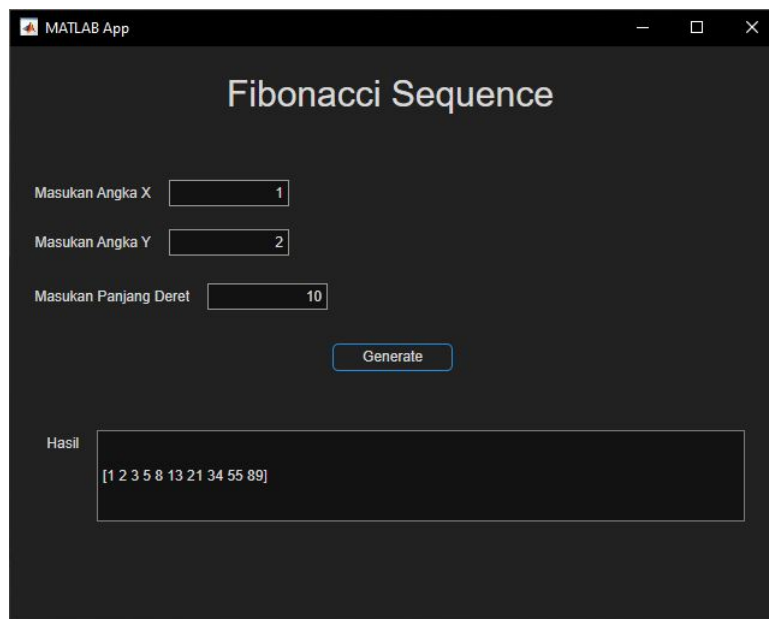 MATLAB App
Fibonacci Sequence
Masukan Angka X 1
Masukan Angka Y 2
Masukan Panjang Deret 10
Generate
Hasil
[1 2 3 5 8 13 21 34 55 89]